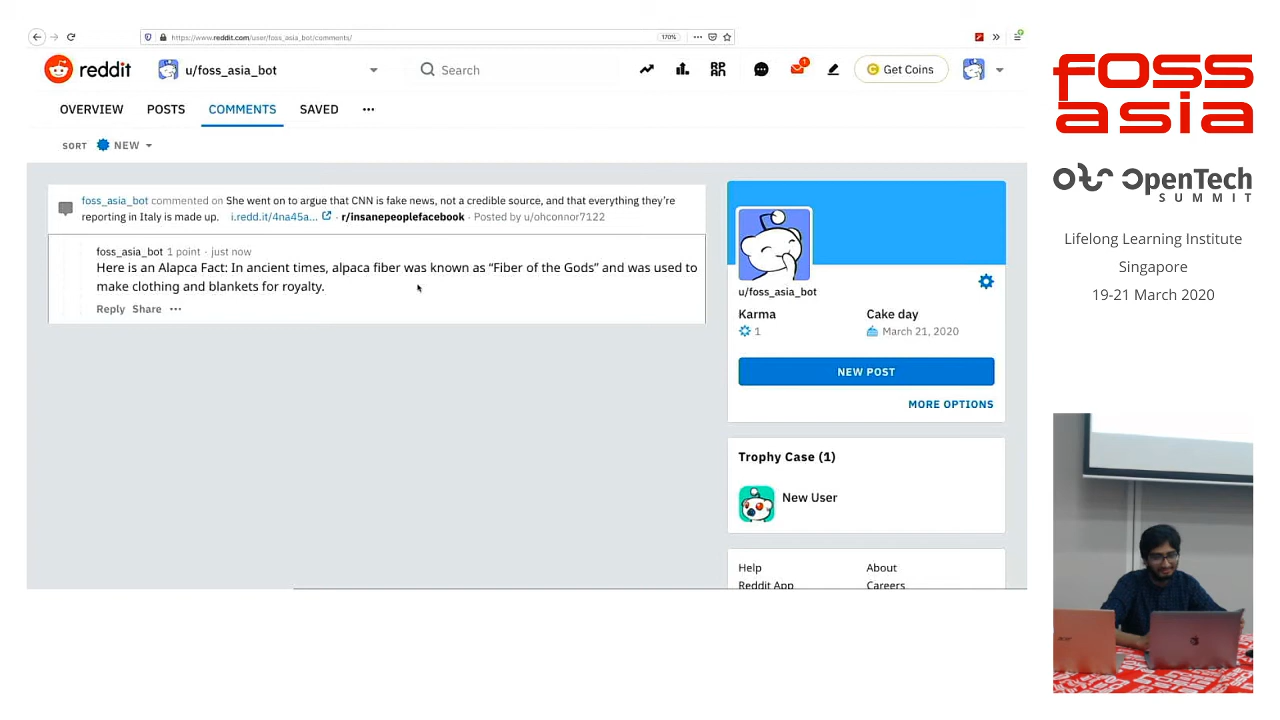 https://www.reddit.com/user/foss_asia_bot/comments/
170%
reddit
u/foss_asia_bot
Search
1
Get Coins
OVERVIEW
POSTS
COMMENTS
SAVED
SORT
NEW
foss_asia_bot commented on She went on to argue that CNN is fake news, not a credible source, and that everything they're
reporting in Italy is made up. i.redd.it/4na45a... · r/insanepeoplefacebook · Posted by u/ohconnor7122
foss_asia_bot 1 point · just now
Here is an Alapca Fact: In ancient times, alpaca fiber was known as “Fiber of the Gods” and was used to
make clothing and blankets for royalty.
Reply Share
u/foss_asia_bot
Karma
1
Cake day
March 21, 2020
NEW POST
MORE OPTIONS
Trophy Case (1)
New User
Help
About
Reddit App
Careers
foss
asia
otr OpenTech
SUMMIT
Lifelong Learning Institute
Singapore
19-21 March 2020
acer
FOSS